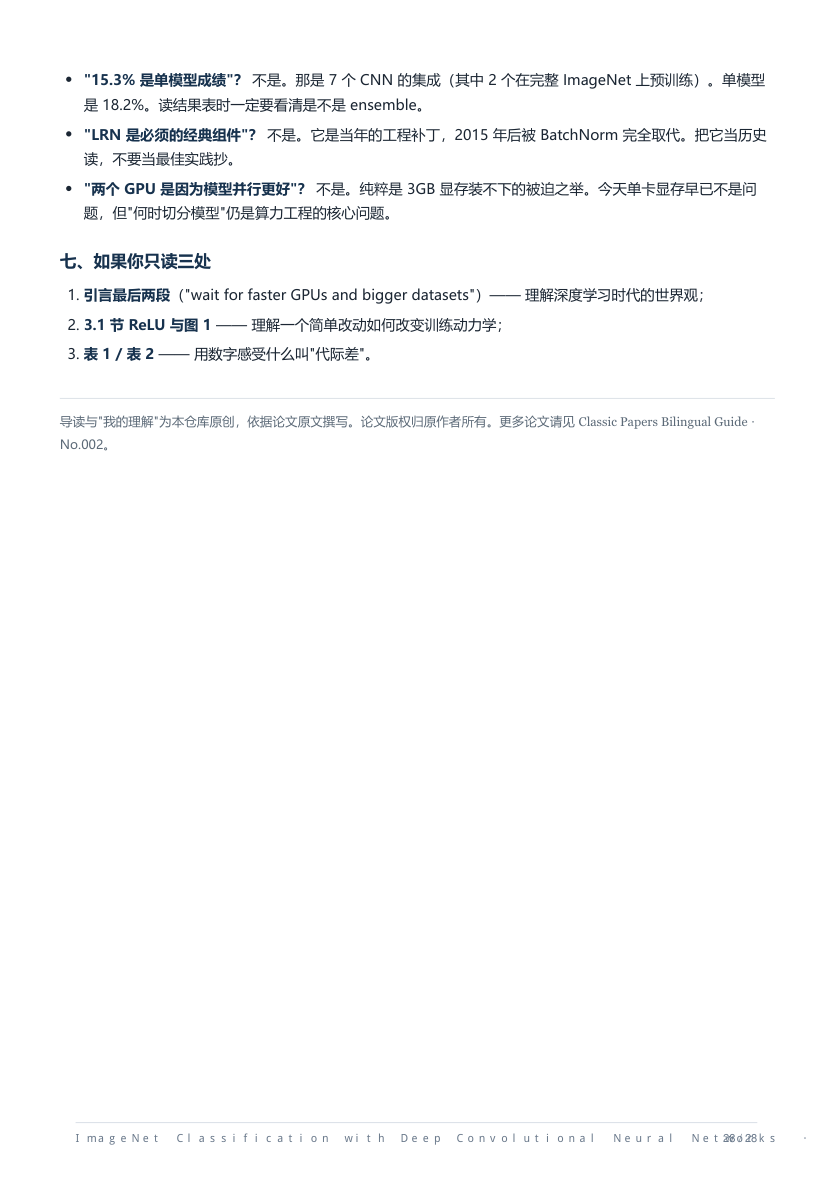 • "15.3% 是单模型成绩"？ 不是。那是 7 个 CNN 的集成（其中 2 个在完整 ImageNet 上预训练）。单模型
是 18.2%。读结果表时一定要看清是不是 ensemble。
• "LRN 是必须的经典组件"？ 不是。它是当年的工程补丁，2015 年后被 BatchNorm 完全取代。把它当历史
读，不要当最佳实践抄。
• "两个 GPU 是因为模型并行更好"？ 不是。纯粹是 3GB 显存装不下的被迫之举。今天单卡显存早已不是问
题，但"何时切分模型"仍是算力工程的核心问题。
七、如果你只读三处
1. 引言最后两段（"wait for faster GPUs and bigger datasets"）—— 理解深度学习时代的世界观；
2. 3.1 节 ReLU 与图 1 —— 理解一个简单改动如何改变训练动力学；
3. 表 1 / 表 2 —— 用数字感受什么叫"代际差"。
导读与"我的理解"为本仓库原创，依据论文原文撰写。论文版权归原作者所有。更多论文请见 Classic Papers Bilingual Guide ·
No.002。
ImageNet Classification with Deep Convolutional Neural Networks · 28 / 28